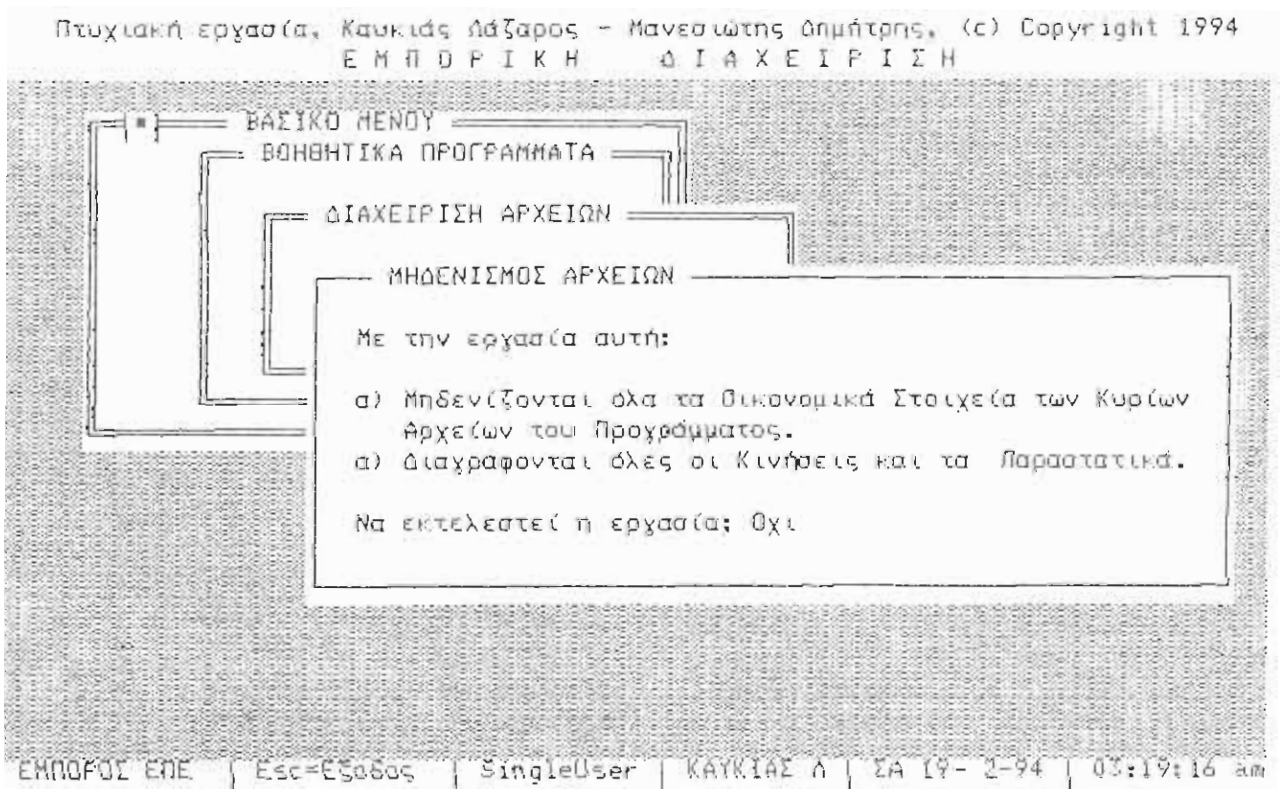 Πτυχιακή εργασία, Καυκιάς Λάζαρος - Μανεσιώτης Δημήτρης, (c) Copyright 1994
Ε Μ Π Ο Ρ Ι Κ Η Δ Ι Α Χ Ε Ι Ρ Ι Σ Η
ΒΑΣΙΚΟ ΜΕΝΟΥ
ΒΟΗΘΗΤΙΚΑ ΠΡΟΓΡΑΜΜΑΤΑ
ΔΙΑΧΕΙΡΙΣΗ ΑΡΧΕΙΩΝ
ΜΗΔΕΝΙΣΜΟΣ ΑΡΧΕΙΩΝ
Με την εργασία αυτή:
α) Μηδενίζονται όλα τα Οικονομικά Στοιχεία των Κυρίων
Αρχείων του Προγράμματος.
α) Διαγράφονται όλες οι Κινήσεις και τα Παραστατικά.
Να εκτελεστεί η εργασία; Οχι
ΕΜΠΟΡΟΣ ΕΠΕ | Esc=Εξοδος | SingleUser | ΚΑΥΚΙΑΣ Λ | ΣΑ 19- 2-94 | 03:19:16 am